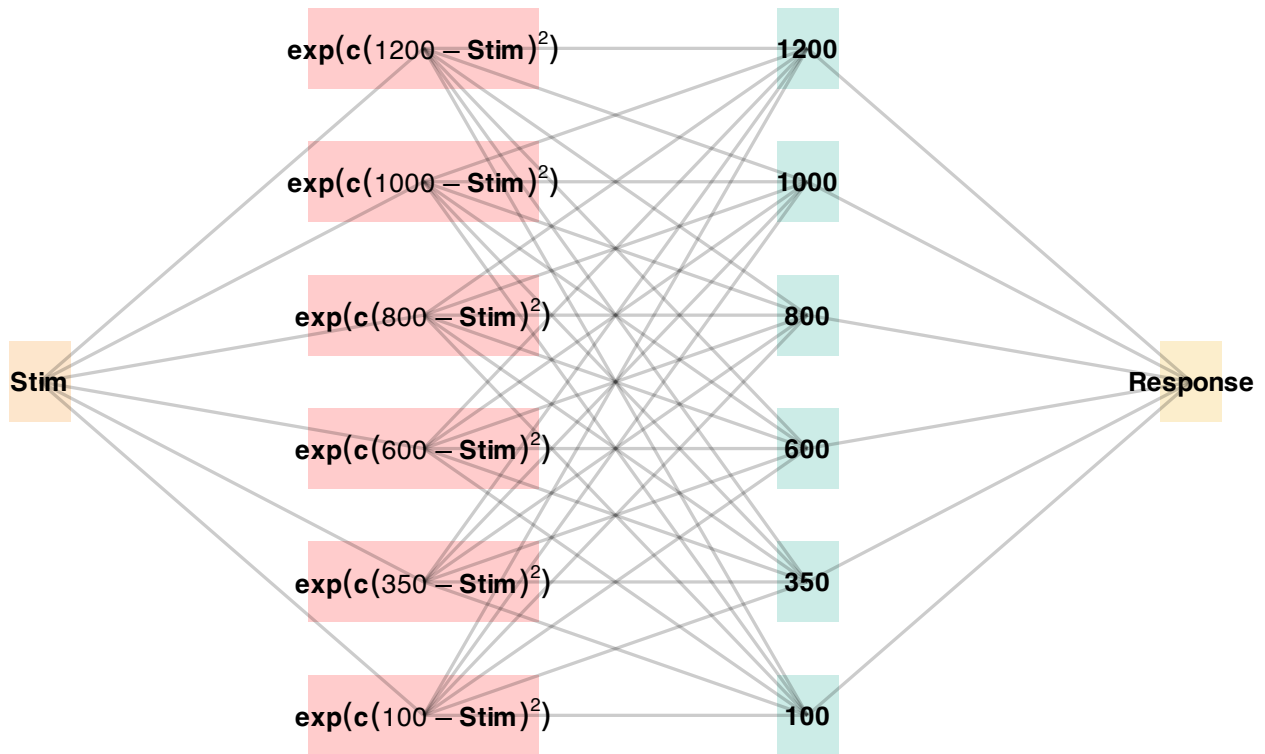 exp(c(1200 − Stim)²) 1200
exp(c(1000 − Stim)²) 1000
exp(c(800 − Stim)²) 800
Stim Response
exp(c(600 − Stim)²) 600
exp(c(350 − Stim)²) 350
exp(c(100 − Stim)²) 100